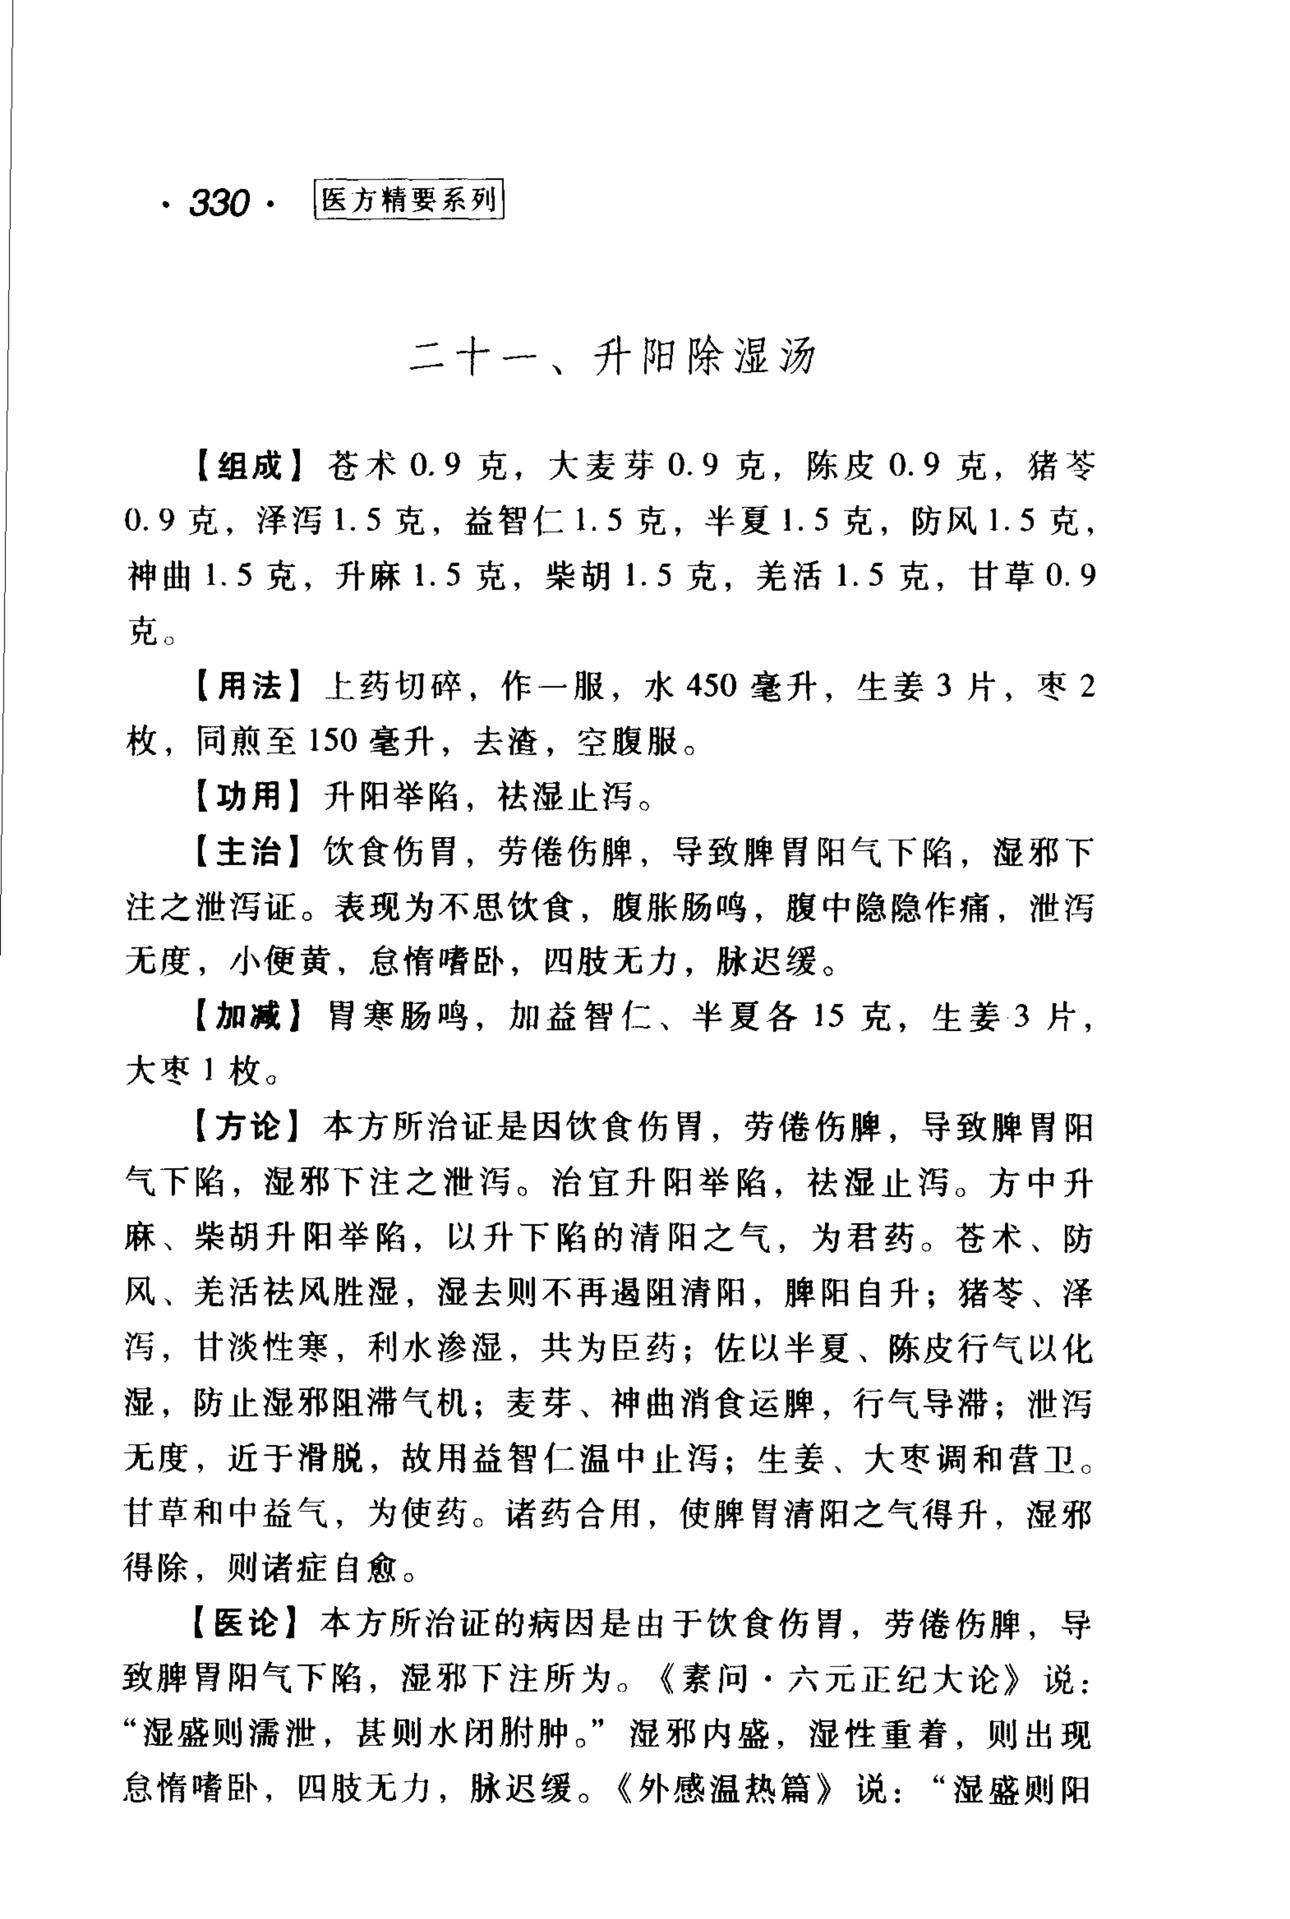 ·330· 医方精要系列
二十一、升阳除湿汤
【组成】苍术0.9克，大麦芽0.9克，陈皮0.9克，猪苓
0.9克，泽泻1.5克，益智仁1.5克，半夏1.5克，防风1.5克，
神曲1.5克，升麻1.5克，柴胡1.5克，羌活1.5克，甘草0.9
克。
【用法】上药切碎，作一服，水450毫升，生姜3片，枣2
枚，同煎至150毫升，去渣，空腹服。
【功用】升阳举陷，祛湿止泻。
【主治】饮食伤胃，劳倦伤脾，导致脾胃阳气下陷，湿邪下
注之泄泻证。表现为不思饮食，腹胀肠鸣，腹中隐隐作痛，泄泻
无度，小便黄，怠惰嗜卧，四肢无力，脉迟缓。
【加减】胃寒肠鸣，加益智仁、半夏各15克，生姜3片，
大枣1枚。
【方论】本方所治证是因饮食伤胃，劳倦伤脾，导致脾胃阳
气下陷，湿邪下注之泄泻。治宜升阳举陷，祛湿止泻。方中升
麻、柴胡升阳举陷，以升下陷的清阳之气，为君药。苍术、防
风、羌活祛风胜湿，湿去则不再遏阻清阳，脾阳自升；猪苓、泽
泻，甘淡性寒，利水渗湿，共为臣药；佐以半夏、陈皮行气以化
湿，防止湿邪阻滞气机；麦芽、神曲消食运脾，行气导滞；泄泻
无度，近于滑脱，故用益智仁温中止泻；生姜、大枣调和营卫。
甘草和中益气，为使药。诸药合用，使脾胃清阳之气得升，湿邪
得除，则诸症自愈。
【医论】本方所治证的病因是由于饮食伤胃，劳倦伤脾，导
致脾胃阳气下陷，湿邪下注所为。《素问·六元正纪大论》说：
“湿盛则濡泄，甚则水闭胕肿。”湿邪内盛，湿性重着，则出现
怠惰嗜卧，四肢无力，脉迟缓。《外感温热篇》说：“湿盛则阳